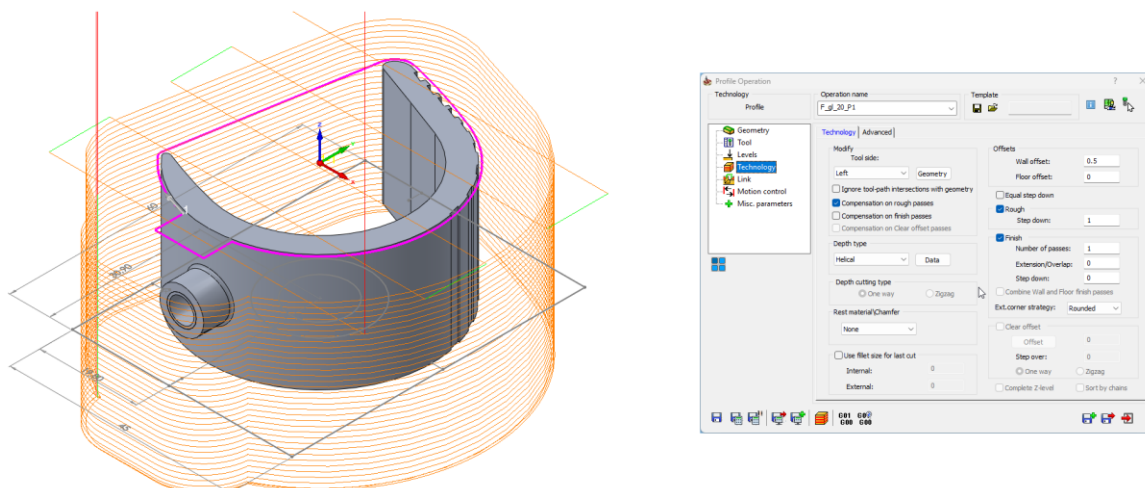 Profile Operation
? ×
Technology
Profile
Operation name
F_gl_20_P1
Template
Geometry
Tool
Levels
Technology
Link
Motion control
Misc. parameters
Technology
Advanced
Modify
Tool side:
Left
Geometry
Ignore tool-path intersections with geometry
Compensation on rough passes
Compensation on finish passes
Compensation on Clear offset passes
Depth type
Helical
Data
Depth cutting type
One way
Zigzag
Rest material\Chamfer
None
Use fillet size for last cut
Internal: 0
External: 0
Offsets
Wall offset: 0.5
Floor offset: 0
Equal step down
Rough
Step down: 1
Finish
Number of passes: 1
Extension/Overlap: 0
Step down: 0
Combine Wall and Floor finish passes
Ext.corner strategy: Rounded
Clear offset
Offset 0
Step over: 0
One way
Zigzag
Complete Z-level
Sort by chains
G01 G0
G00 G00
Z
X
45